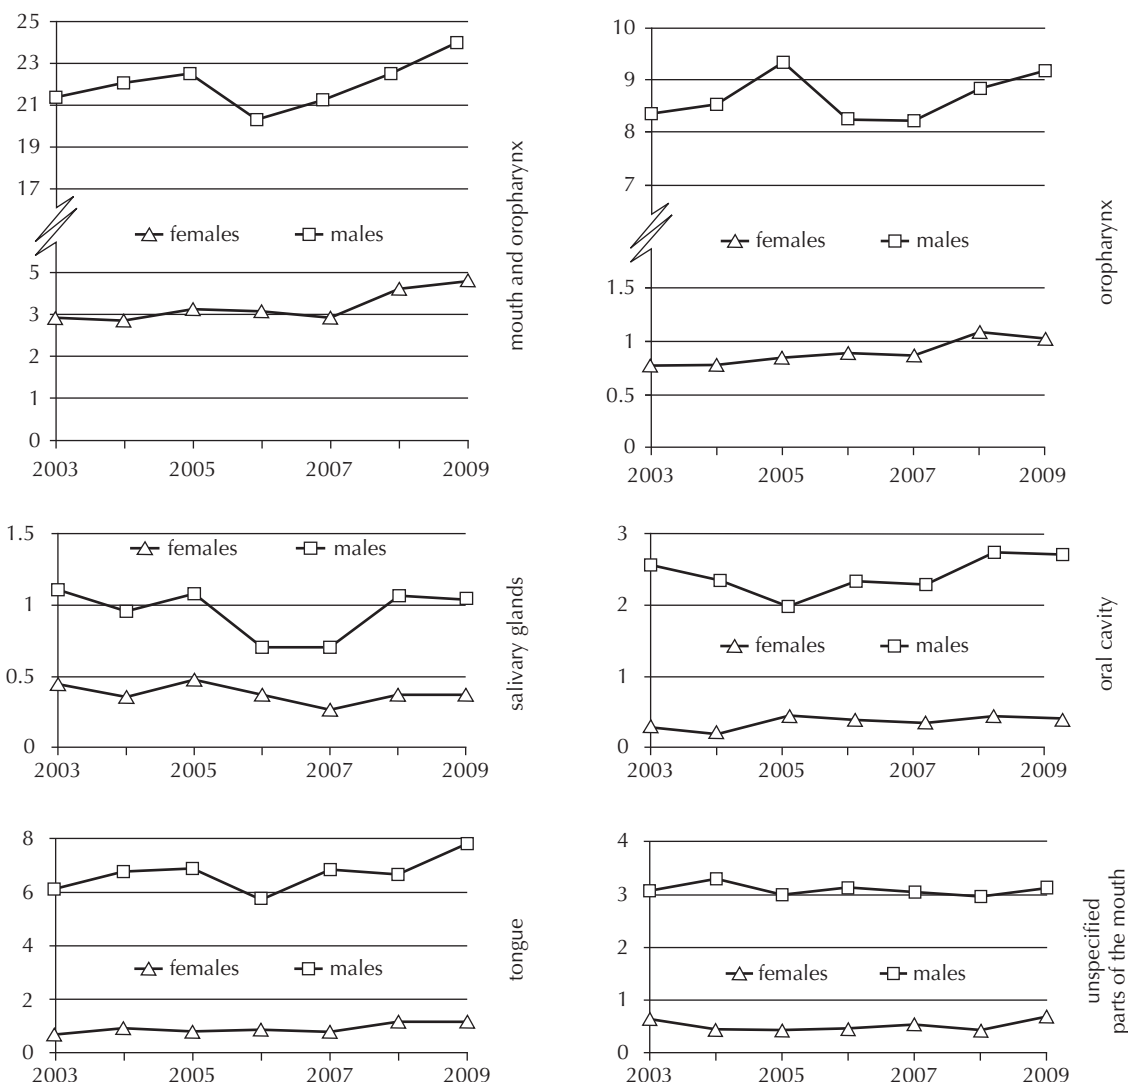 25
23
21
19
17
females males
5
3
2
1
0
2003 2005 2007 2009
mouth and oropharynx
10
9
8
7
females males
1.5
1
0.5
0
2003 2005 2007 2009
oropharynx
1.5
females males
1
0.5
0
2003 2005 2007 2009
salivary glands
3
2
females males
1
0
2003 2005 2007 2009
oral cavity
8
6
4
females males
2
0
2003 2005 2007 2009
tongue
4
3
2
females males
1
0
2003 2005 2007 2009
unspecified
parts of the mouth